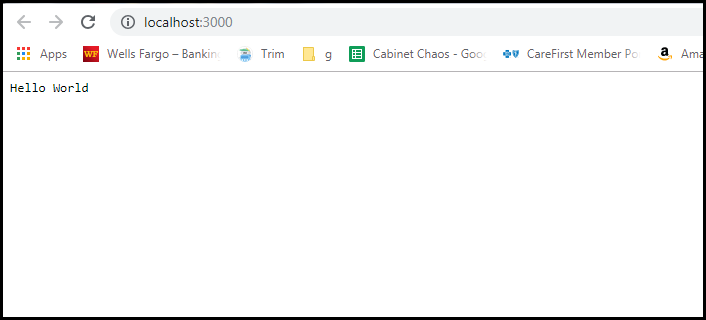 localhost:3000
Apps WF Wells Fargo – Bankin Trim g Cabinet Chaos - Goo CareFirst Member Po a Ama
Hello World